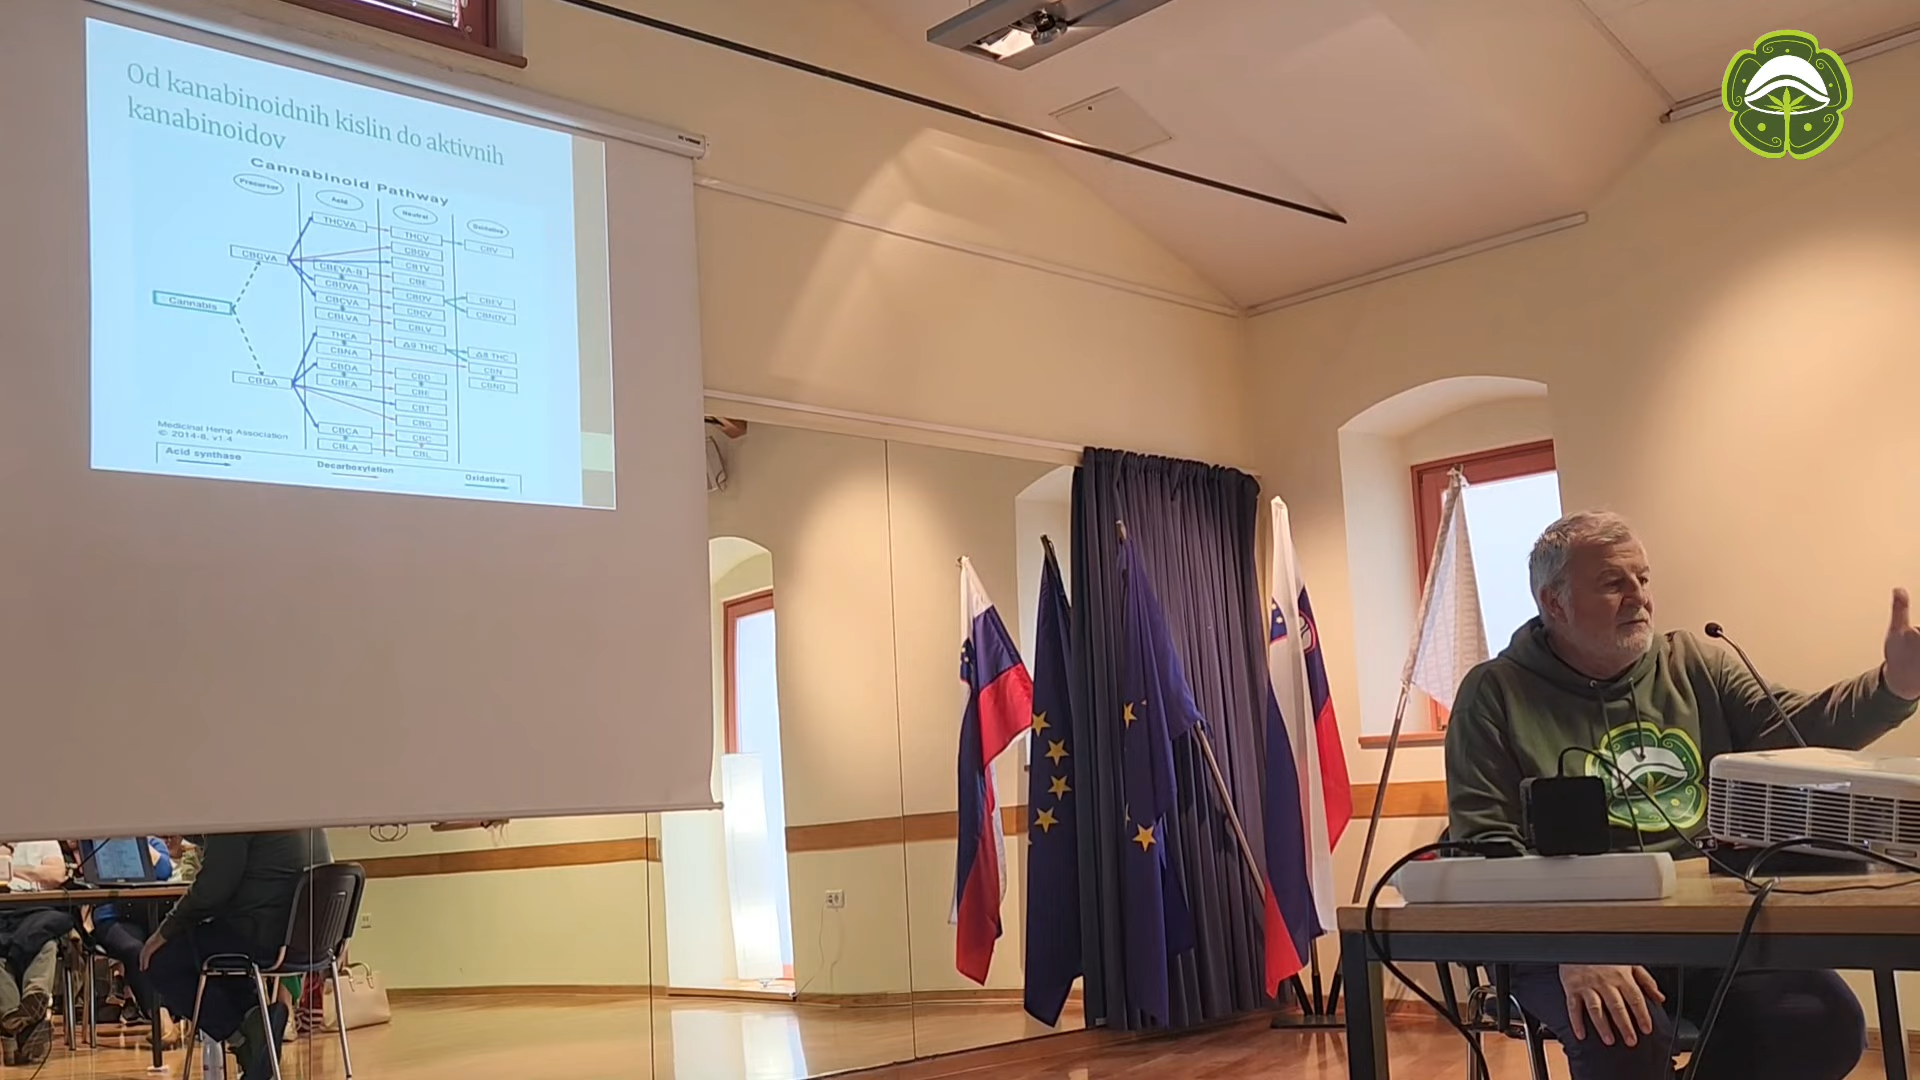 Od kanabinoidnih kislin do aktivnih
kanabinoidov
Cannabinoid Pathway
Precursor
Acid
Neutral
Oxidative
THCVA
THCV
CBV
CBGVA
CBGV
CBEVA-B
CBTV
CBE
CBDVA
CBDV
CBEV
CBCVA
CBCV
CBNDV
CBLVA
CBLV
Cannabis
THCA
Δ9 THC
Δ8 THC
CBNA
CBN
CBDA
CBD
CBND
CBGA
CBEA
CBE
CBT
CBG
CBCA
CBC
CBLA
CBL
Medicinal Hemp Association
© 2014-8, v1.4
Acid synthase
Decarboxylation
Oxidative